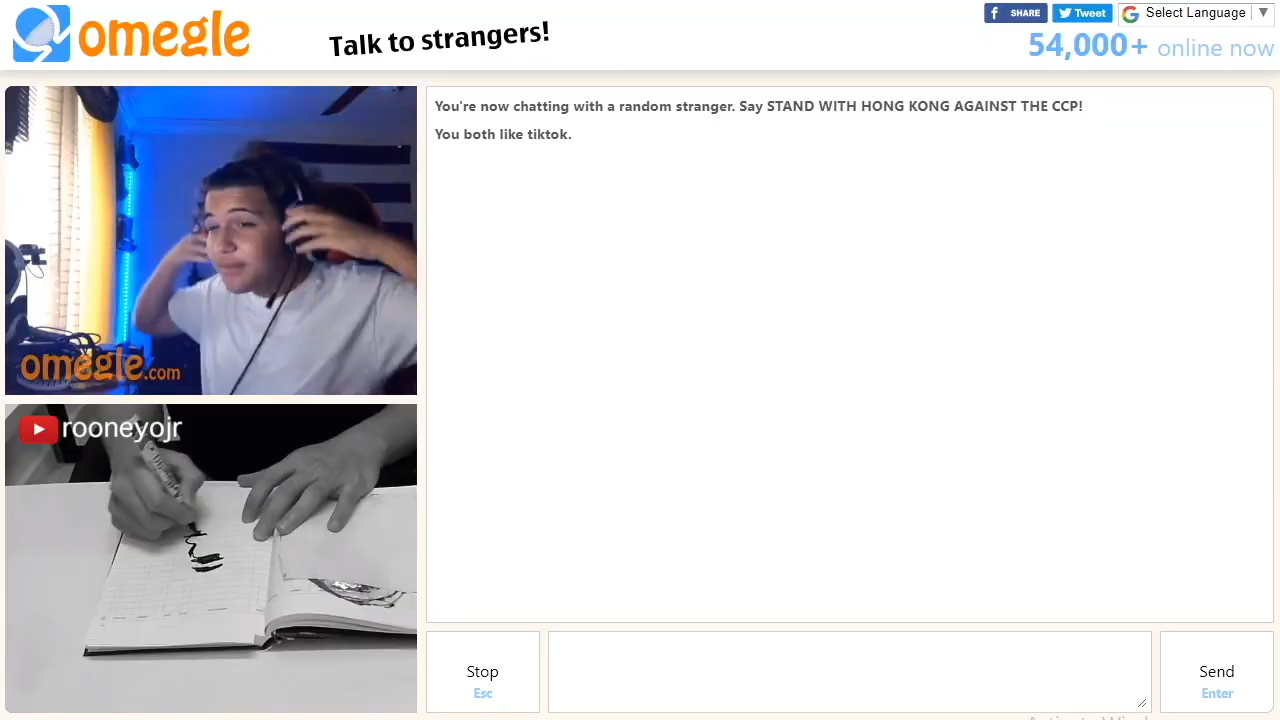 omegle
Talk to strangers!
f SHARE
Tweet
G Select Language ▼
54,000+ online now
You're now chatting with a random stranger. Say STAND WITH HONG KONG AGAINST THE CCP!
You both like tiktok.
omegle.com
rooneyojr
Stop
Esc
Send
Enter